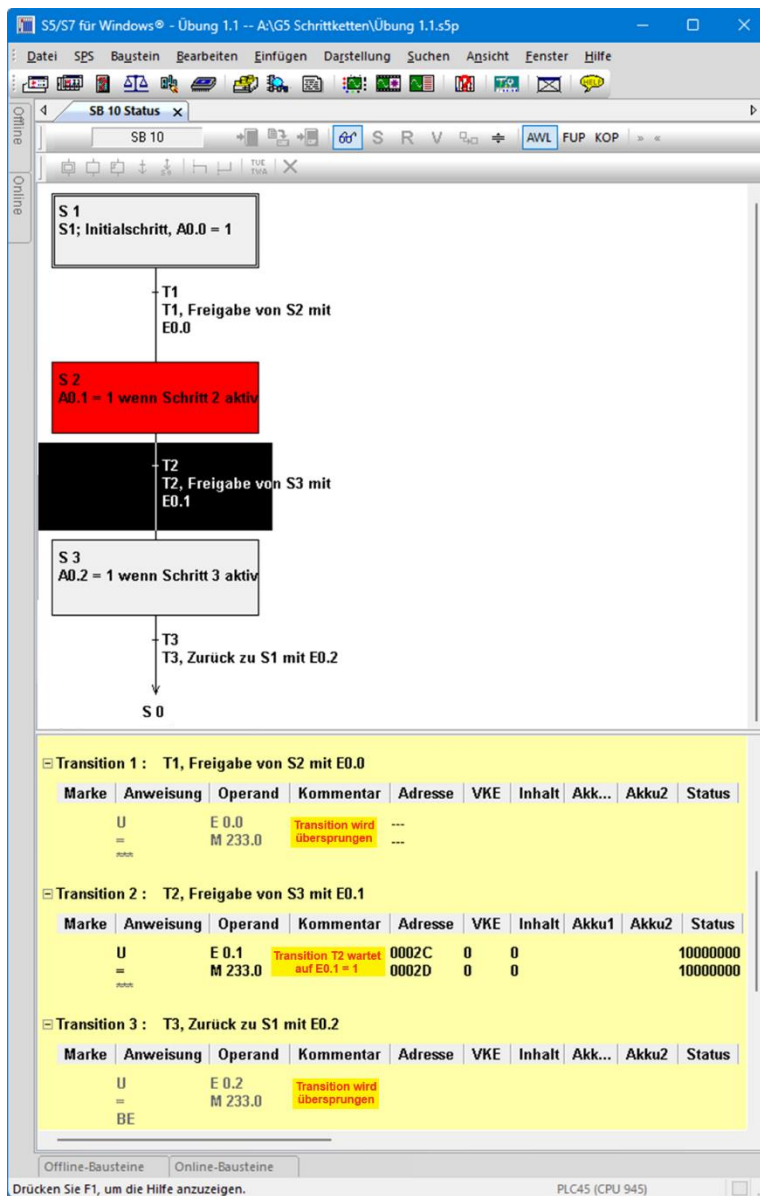 S5/S7 für Windows® - Übung 1.1 -- A:\G5 Schrittketten\Übung 1.1.s5p
Datei SPS Baustein Bearbeiten Einfügen Darstellung Suchen Ansicht Fenster Hilfe
HELP
Offline
Online
SB 10 Status
SB 10
S R V AWL FUP KOP » «
TUE
TWA
S 1
S1; Initialschritt, A0.0 = 1
T1
T1, Freigabe von S2 mit
E0.0
S 2
A0.1 = 1 wenn Schritt 2 aktiv
T2
T2, Freigabe von S3 mit
E0.1
S 3
A0.2 = 1 wenn Schritt 3 aktiv
T3
T3, Zurück zu S1 mit E0.2
S 0
Transition 1 : T1, Freigabe von S2 mit E0.0
Marke Anweisung Operand Kommentar Adresse VKE Inhalt Akk... Akku2 Status
U E 0.0 Transition wird ---
= M 233.0 übersprungen ---
***
Transition 2 : T2, Freigabe von S3 mit E0.1
Marke Anweisung Operand Kommentar Adresse VKE Inhalt Akku1 Akku2 Status
U E 0.1 Transition T2 wartet 0002C 0 0 10000000
= M 233.0 auf E0.1 = 1 0002D 0 0 10000000
***
Transition 3 : T3, Zurück zu S1 mit E0.2
Marke Anweisung Operand Kommentar Adresse VKE Inhalt Akk... Akku2 Status
U E 0.2 Transition wird
= M 233.0 übersprungen
BE
Offline-Bausteine Online-Bausteine
Drücken Sie F1, um die Hilfe anzuzeigen. PLC45 (CPU 945)